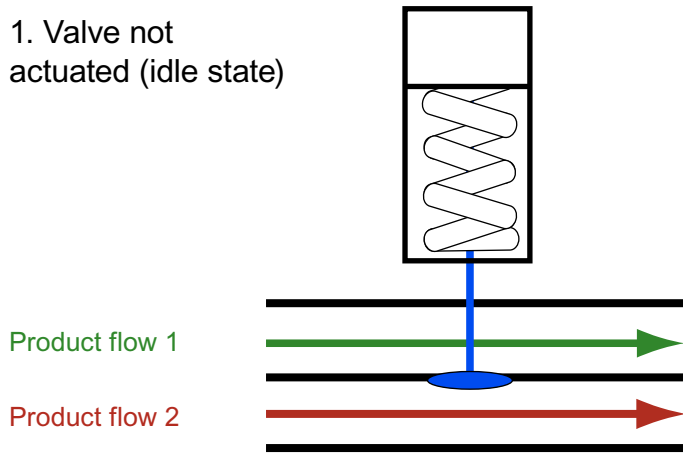 1. Valve not
actuated (idle state)
Product flow 1
Product flow 2